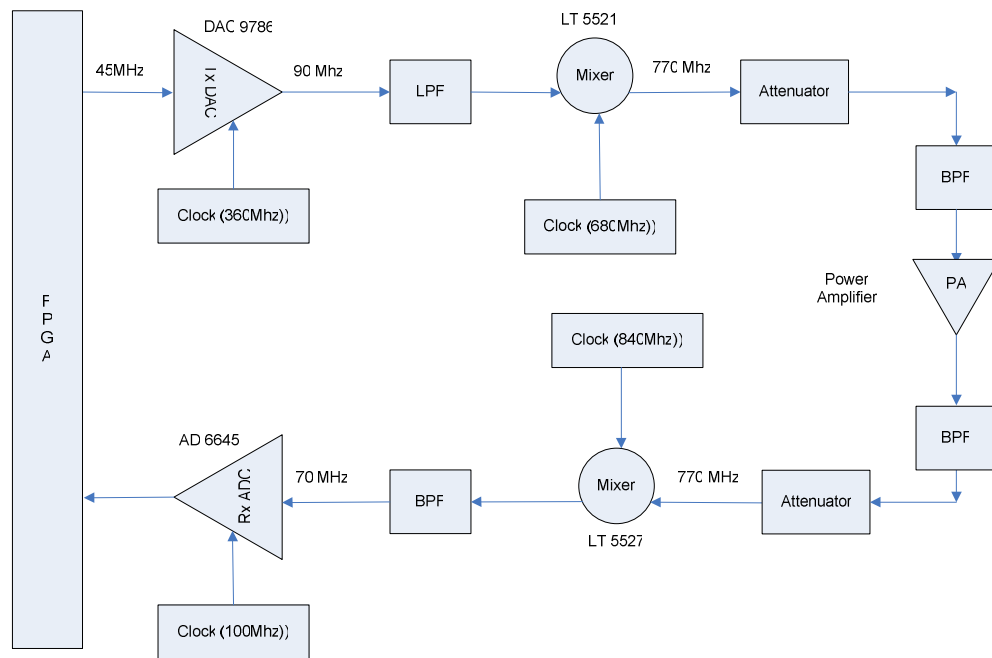 DAC 9786
LT 5521
45MHz
Tx DAC
90 Mhz
LPF
Mixer
770 Mhz
Attenuator
BPF
Clock (360Mhz))
Clock (680Mhz))
Power
Amplifier
PA
F
P
G
A
Clock (840Mhz))
BPF
AD 6645
Rx ADC
70 MHz
BPF
Mixer
770 MHz
Attenuator
LT 5527
Clock (100Mhz))